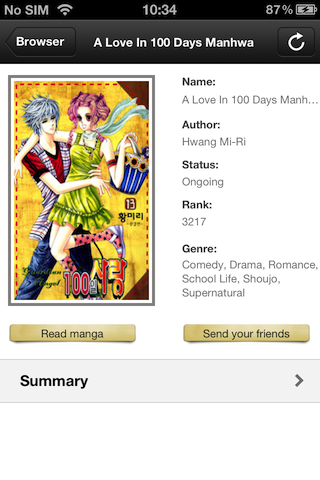 No SIM 10:34 87%
Browser
A Love In 100 Days Manhwa
Name:
A Love In 100 Days Manh...
Author:
Hwang Mi-Ri
Status:
Ongoing
Rank:
3217
Genre:
Comedy, Drama, Romance,
School Life, Shoujo,
Supernatural
13
황미리
Guardian
Angel
100일 사랑
Read manga
Send your friends
Summary